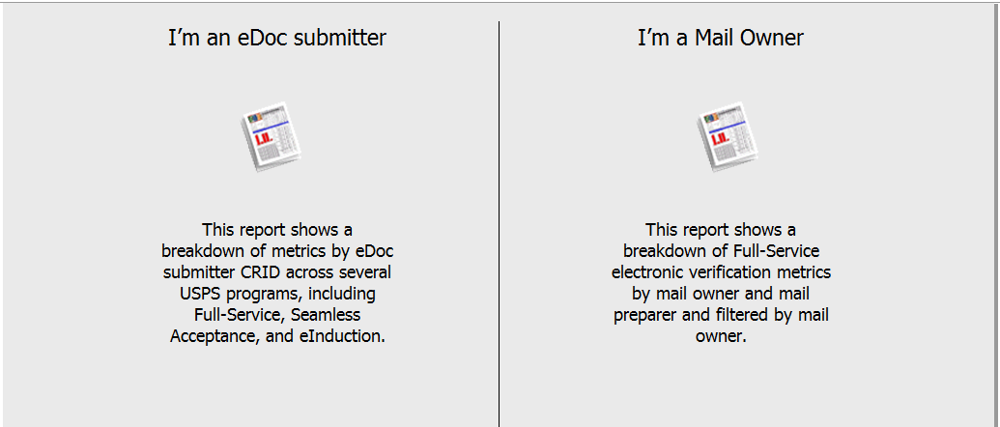 I’m an eDoc submitter
This report shows a
breakdown of metrics by eDoc
submitter CRID across several
USPS programs, including
Full-Service, Seamless
Acceptance, and eInduction.
I’m a Mail Owner
This report shows a
breakdown of Full-Service
electronic verification metrics
by mail owner and mail
preparer and filtered by mail
owner.